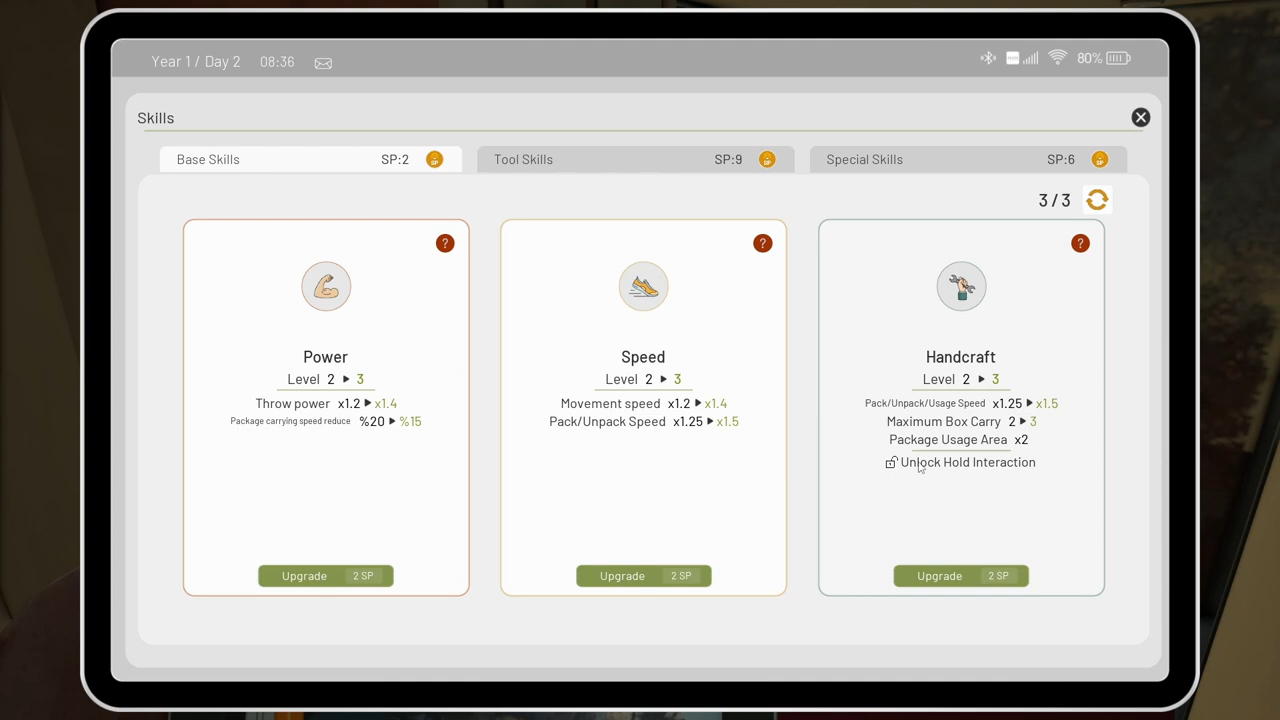 Year 1 / Day 2 08:36 80%
Skills
Base Skills SP:2 SP
Tool Skills SP:9 SP
Special Skills SP:6 SP
3 / 3
?
Power
Level 2 3
Throw power x1.2 x1.4
Package carrying speed reduce %20 %15
Upgrade 2 SP
?
Speed
Level 2 3
Movement speed x1.2 x1.4
Pack/Unpack Speed x1.25 x1.5
Upgrade 2 SP
?
Handcraft
Level 2 3
Pack/Unpack/Usage Speed x1.25 x1.5
Maximum Box Carry 2 3
Package Usage Area x2
Unlock Hold Interaction
Upgrade 2 SP